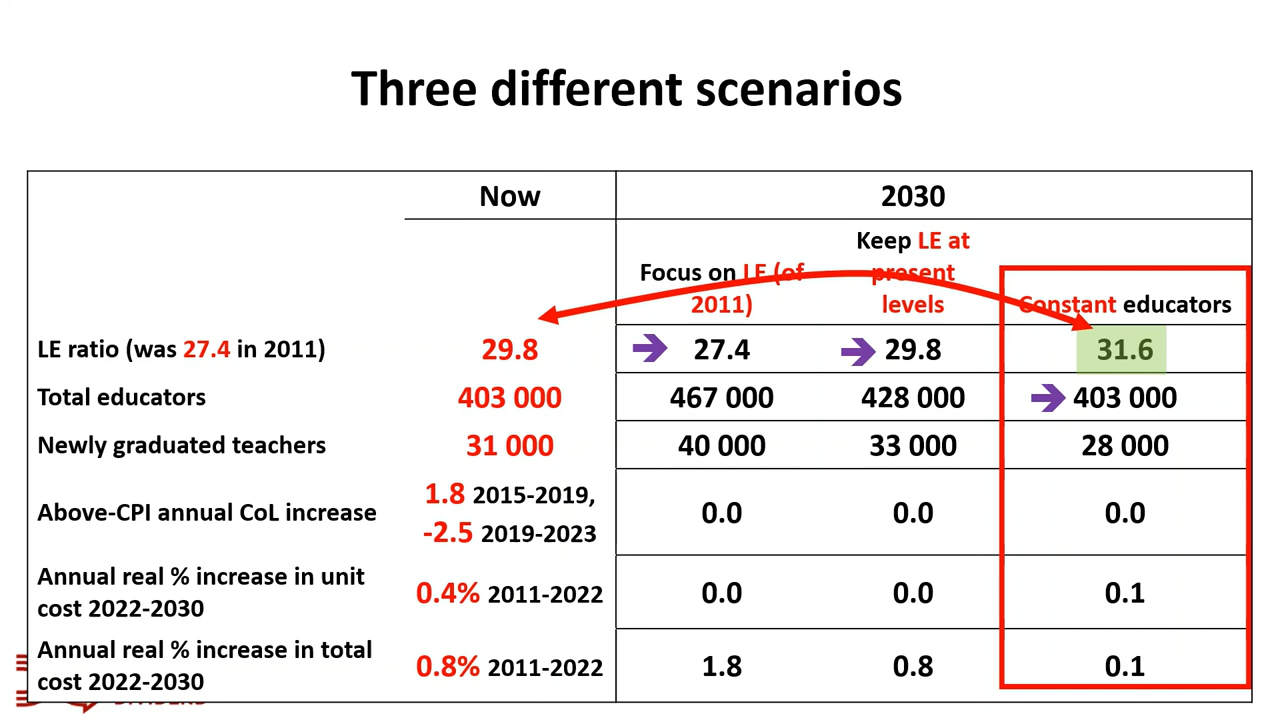 Three different scenarios
Now
2030
Focus on LE (of
2011)
Keep LE at
present
levels
Constant educators
LE ratio (was 27.4 in 2011)
29.8
27.4
29.8
31.6
Total educators
403 000
467 000
428 000
403 000
Newly graduated teachers
31 000
40 000
33 000
28 000
Above-CPI annual CoL increase
1.8 2015-2019,
-2.5 2019-2023
0.0
0.0
0.0
Annual real % increase in unit
cost 2022-2030
0.4% 2011-2022
0.0
0.0
0.1
Annual real % increase in total
cost 2022-2030
0.8% 2011-2022
1.8
0.8
0.1